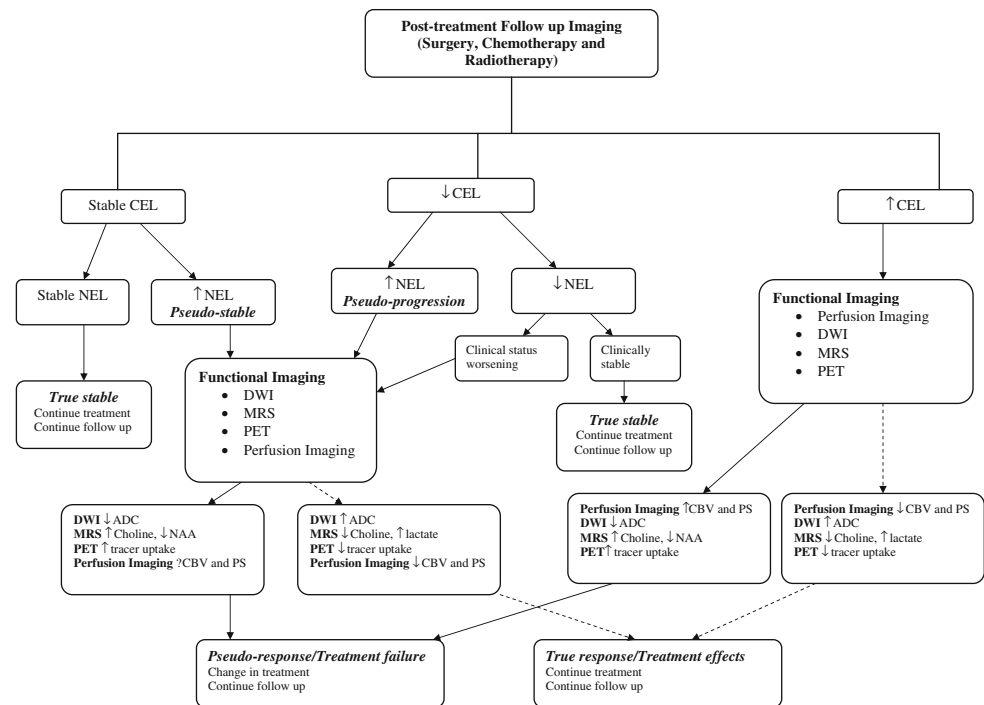 Post-treatment Follow up Imaging
(Surgery, Chemotherapy and
Radiotherapy)
Stable CEL
↓CEL
↑CEL
Stable NEL
↑NEL
Pseudo-stable
↑NEL
Pseudo-progression
↓NEL
Functional Imaging
• Perfusion Imaging
• DWI
• MRS
• PET
Clinical status
worsening
Clinically
stable
True stable
Continue treatment
Continue follow up
Functional Imaging
• DWI
• MRS
• PET
• Perfusion Imaging
True stable
Continue treatment
Continue follow up
DWI ↓ADC
MRS ↑Choline, ↓NAA
PET ↑tracer uptake
Perfusion Imaging ?CBV and PS
DWI ↑ADC
MRS ↓Choline, ↑lactate
PET ↓tracer uptake
Perfusion Imaging ↓CBV and PS
Perfusion Imaging ↑CBV and PS
DWI ↓ADC
MRS ↑Choline, ↓NAA
PET↑tracer uptake
Perfusion Imaging ↓CBV and PS
DWI ↑ADC
MRS ↓Choline, ↑lactate
PET ↓tracer uptake
Pseudo-response/Treatment failure
Change in treatment
Continue follow up
True response/Treatment effects
Continue treatment
Continue follow up